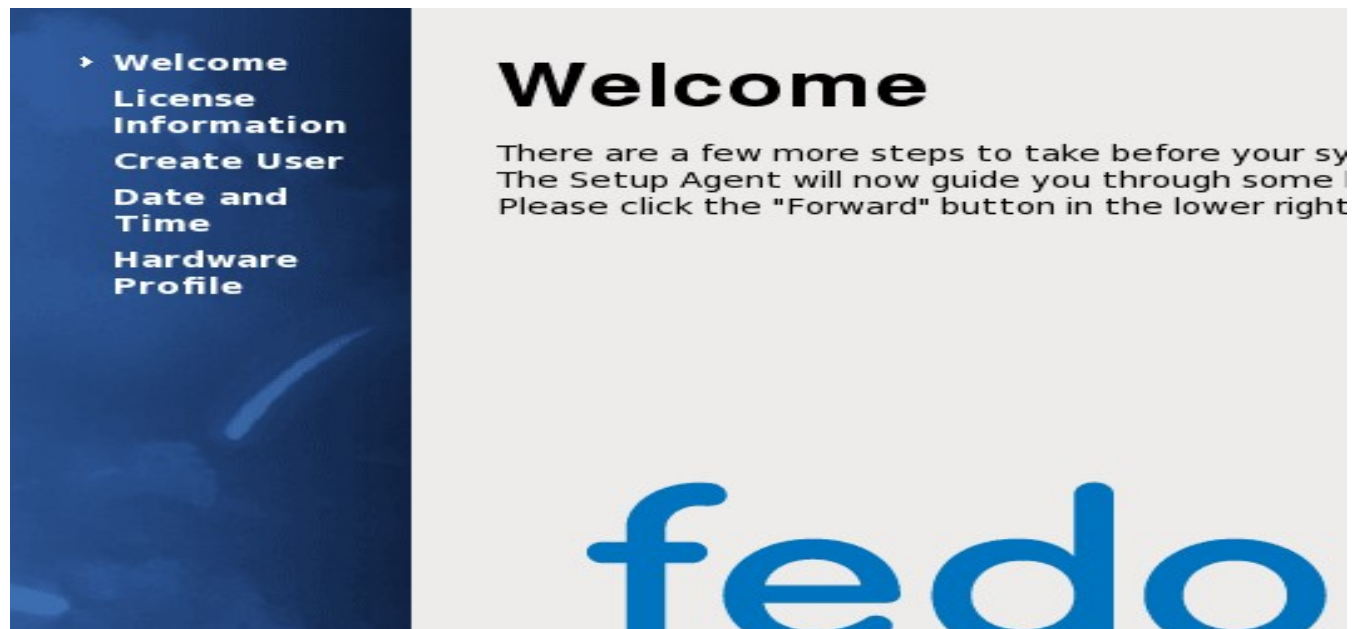 Welcome
License
Information
Create User
Date and
Time
Hardware
Profile
Welcome
There are a few more steps to take before your sy
The Setup Agent will now guide you through some
Please click the "Forward" button in the lower right
fedo